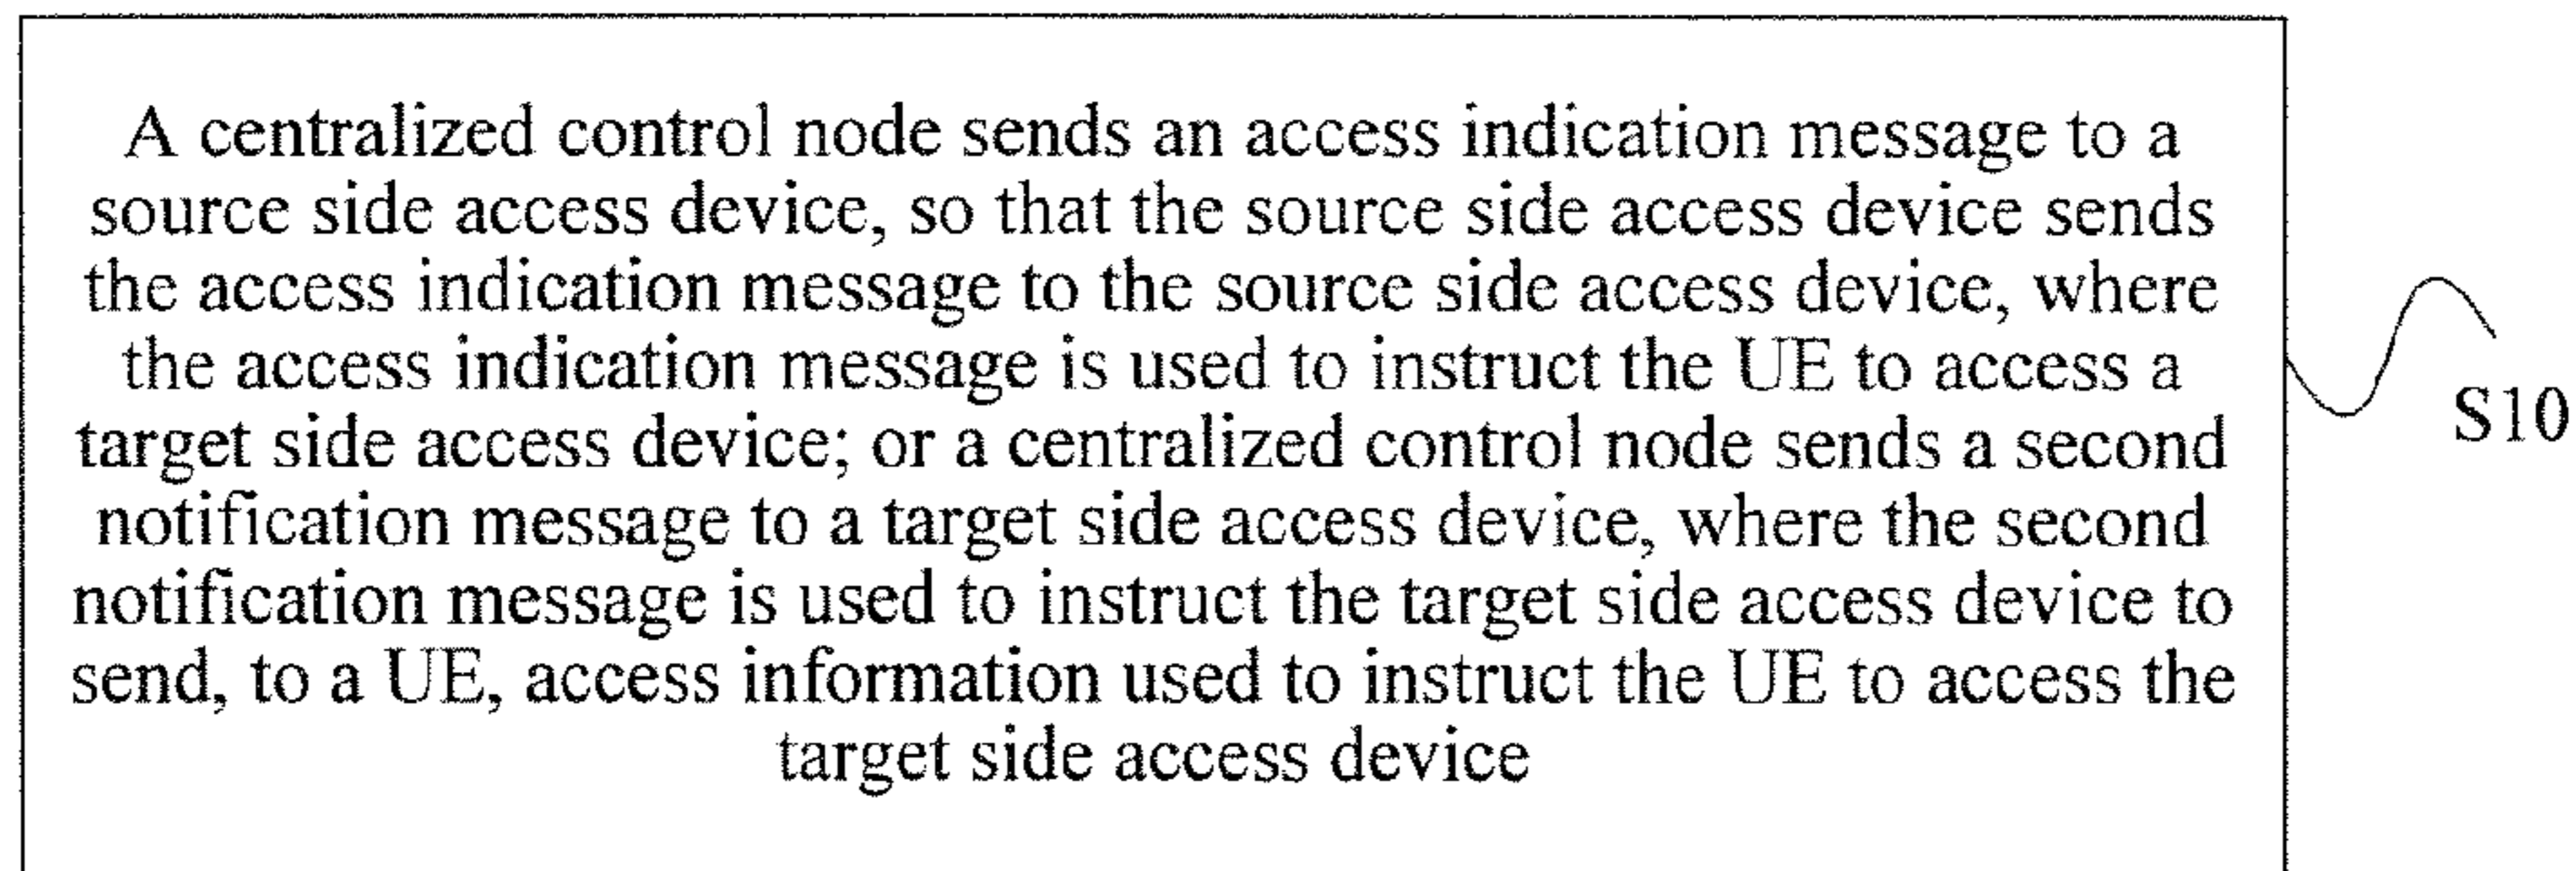 A centralized control node sends an access indication message to a
source side access device, so that the source side access device sends
the access indication message to the source side access device, where
the access indication message is used to instruct the UE to access a
target side access device; or a centralized control node sends a second
notification message to a target side access device, where the second
notification message is used to instruct the target side access device to
send, to a UE, access information used to instruct the UE to access the
target side access device
S10